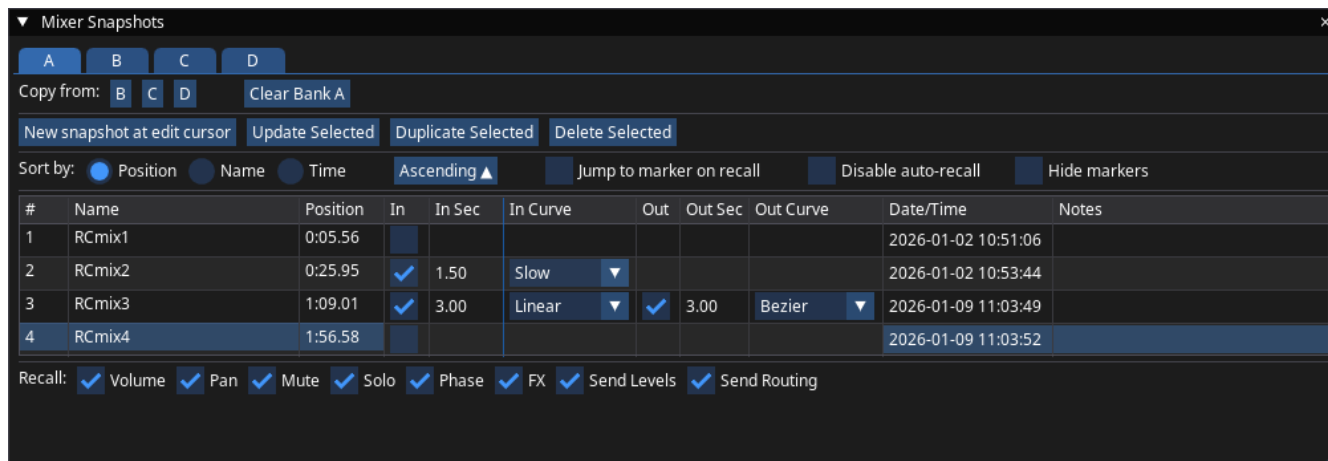 ▼ Mixer Snapshots ×
A B C D
Copy from: B C D Clear Bank A
New snapshot at edit cursor Update Selected Duplicate Selected Delete Selected
Sort by: Position Name Time Ascending ▲ Jump to marker on recall Disable auto-recall Hide markers
# Name Position In In Sec In Curve Out Out Sec Out Curve Date/Time Notes
1 RCmix1 0:05.56 2026-01-02 10:51:06
2 RCmix2 0:25.95 1.50 Slow ▼ 2026-01-02 10:53:44
3 RCmix3 1:09.01 3.00 Linear ▼ 3.00 Bezier ▼ 2026-01-09 11:03:49
4 RCmix4 1:56.58 2026-01-09 11:03:52
Recall: Volume Pan Mute Solo Phase FX Send Levels Send Routing